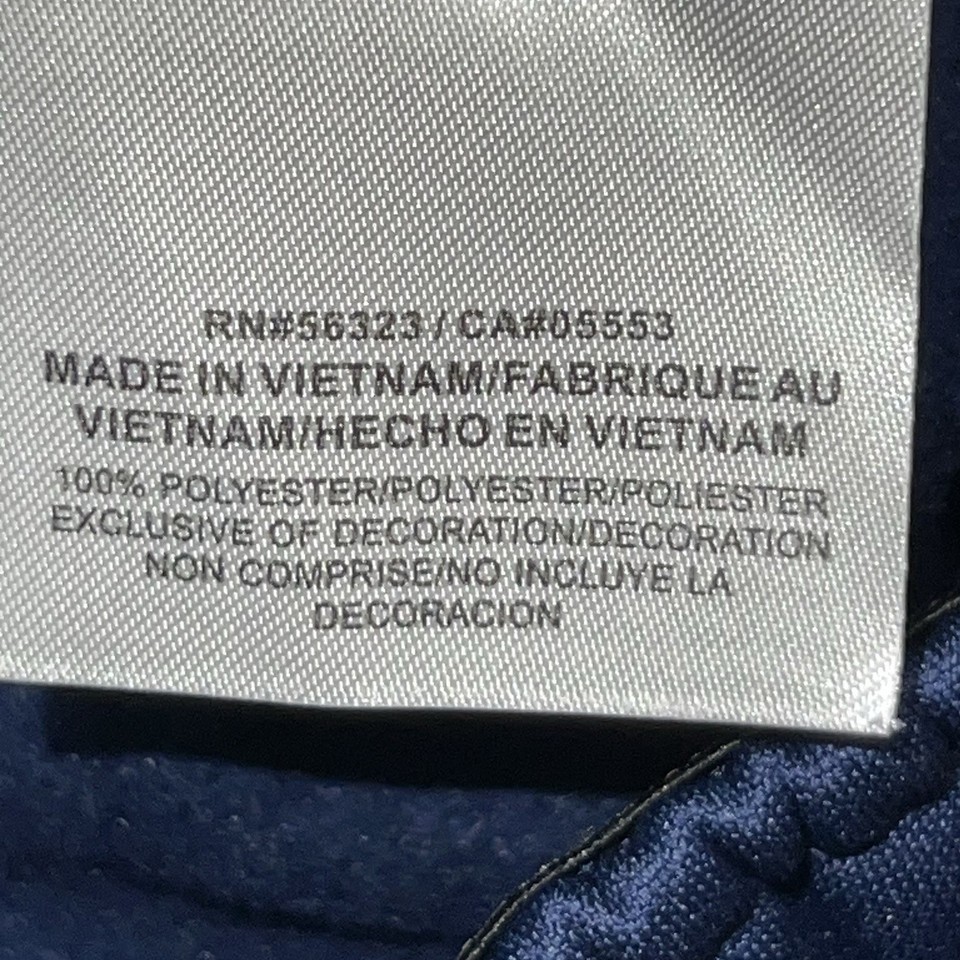 RN#56323 / CA#05553
MADE IN VIETNAM/FABRIQUE AU
VIETNAM/HECHO EN VIETNAM
100% POLYESTER/POLYESTER/POLIESTER
EXCLUSIVE OF DECORATION/DECORATION
NON COMPRISE/NO INCLUYE LA
DECORACION